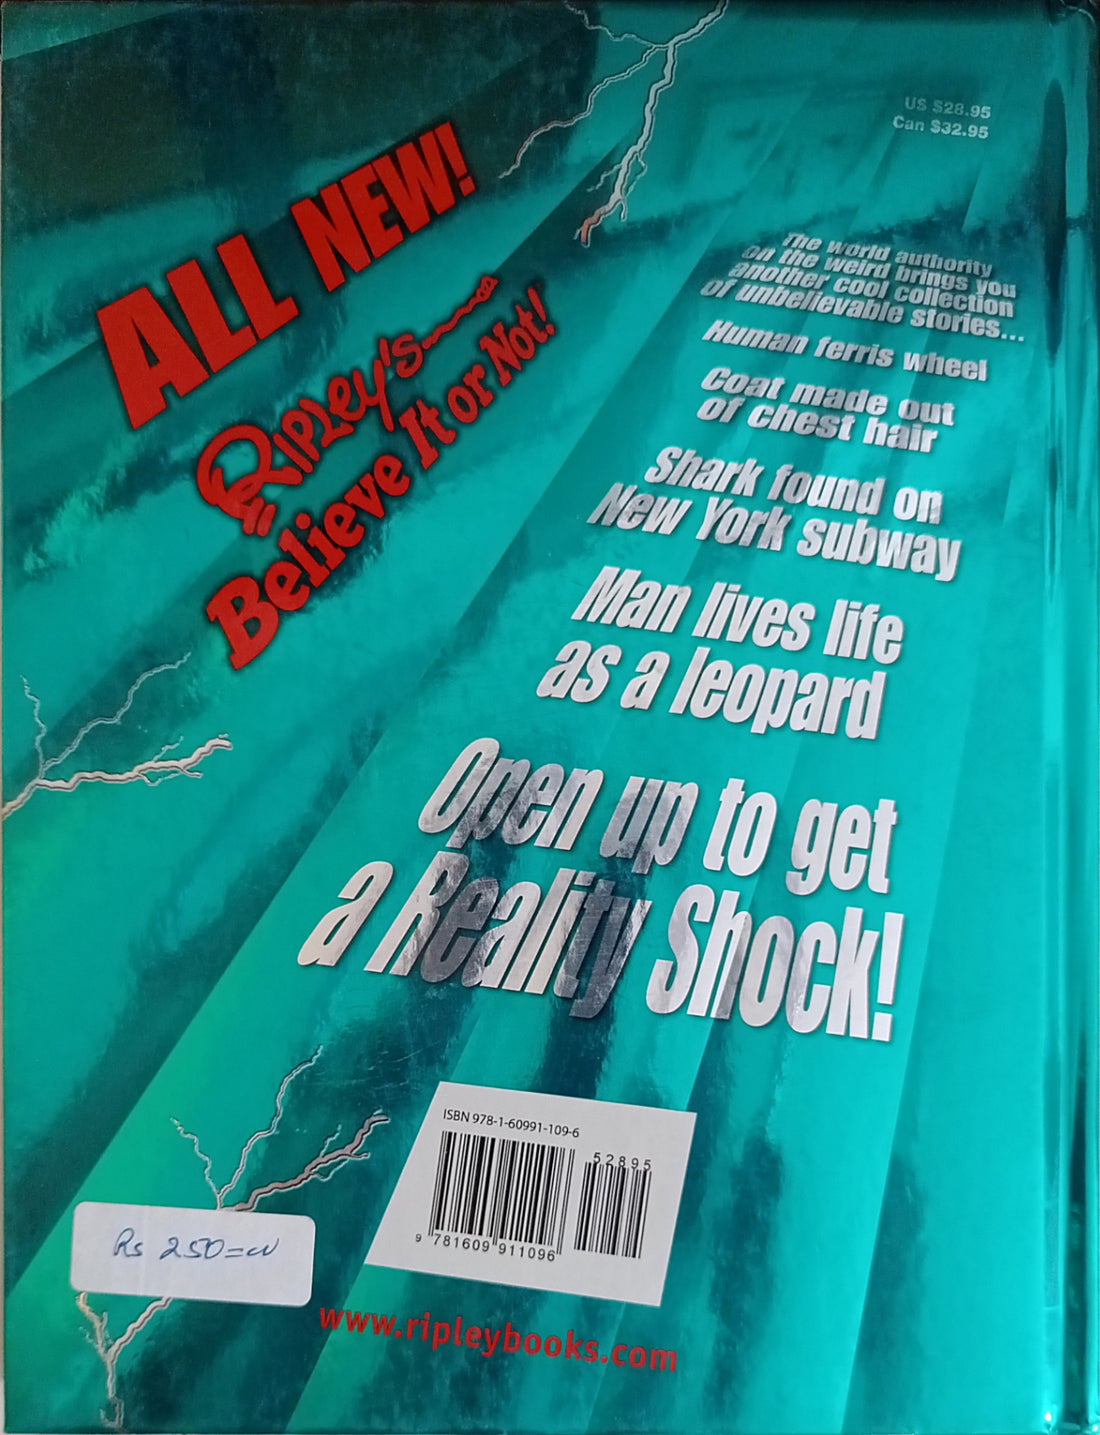 US $28.95
Can $32.95
ALL NEW!
Ripley's
Believe It or Not!
The world authority
on the weird brings you
another cool collection
of unbelievable stories...
Human ferris wheel
Coat made out
of chest hair
Shark found on
New York subway
Man lives life
as a leopard
Open up to get
a Reality Shock!
ISBN 978-1-60991-109-6
52895
9 781609 911096
Rs 250=00
www.ripleybooks.com